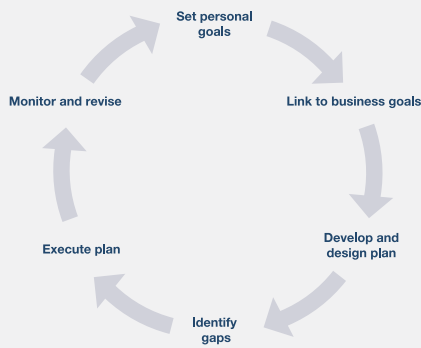 Set personal
goals
Link to business goals
Develop and
design plan
Identify
gaps
Execute plan
Monitor and revise